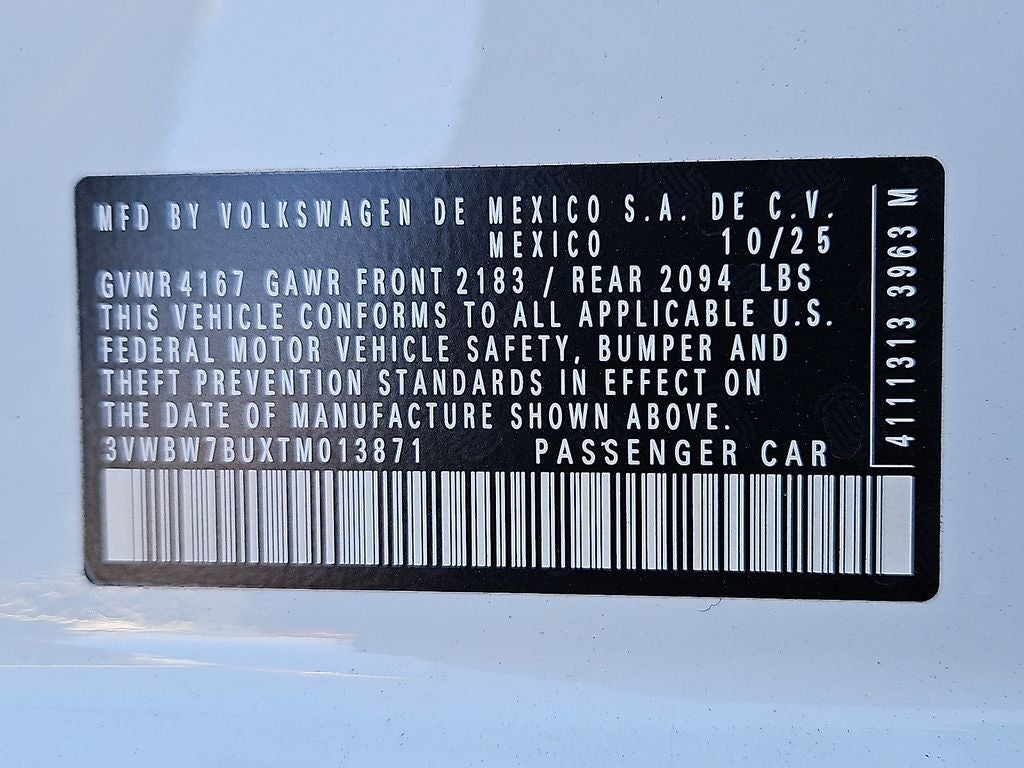 MFD BY VOLKSWAGEN DE MEXICO S.A. DE C.V.
MEXICO 10/25
GVWR 4167 GAWR FRONT 2183 / REAR 2094 LBS
THIS VEHICLE CONFORMS TO ALL APPLICABLE U.S.
FEDERAL MOTOR VEHICLE SAFETY, BUMPER AND
THEFT PREVENTION STANDARDS IN EFFECT ON
THE DATE OF MANUFACTURE SHOWN ABOVE.
3VWBW7BUXTM013871 PASSENGER CAR
4111313 3963 M